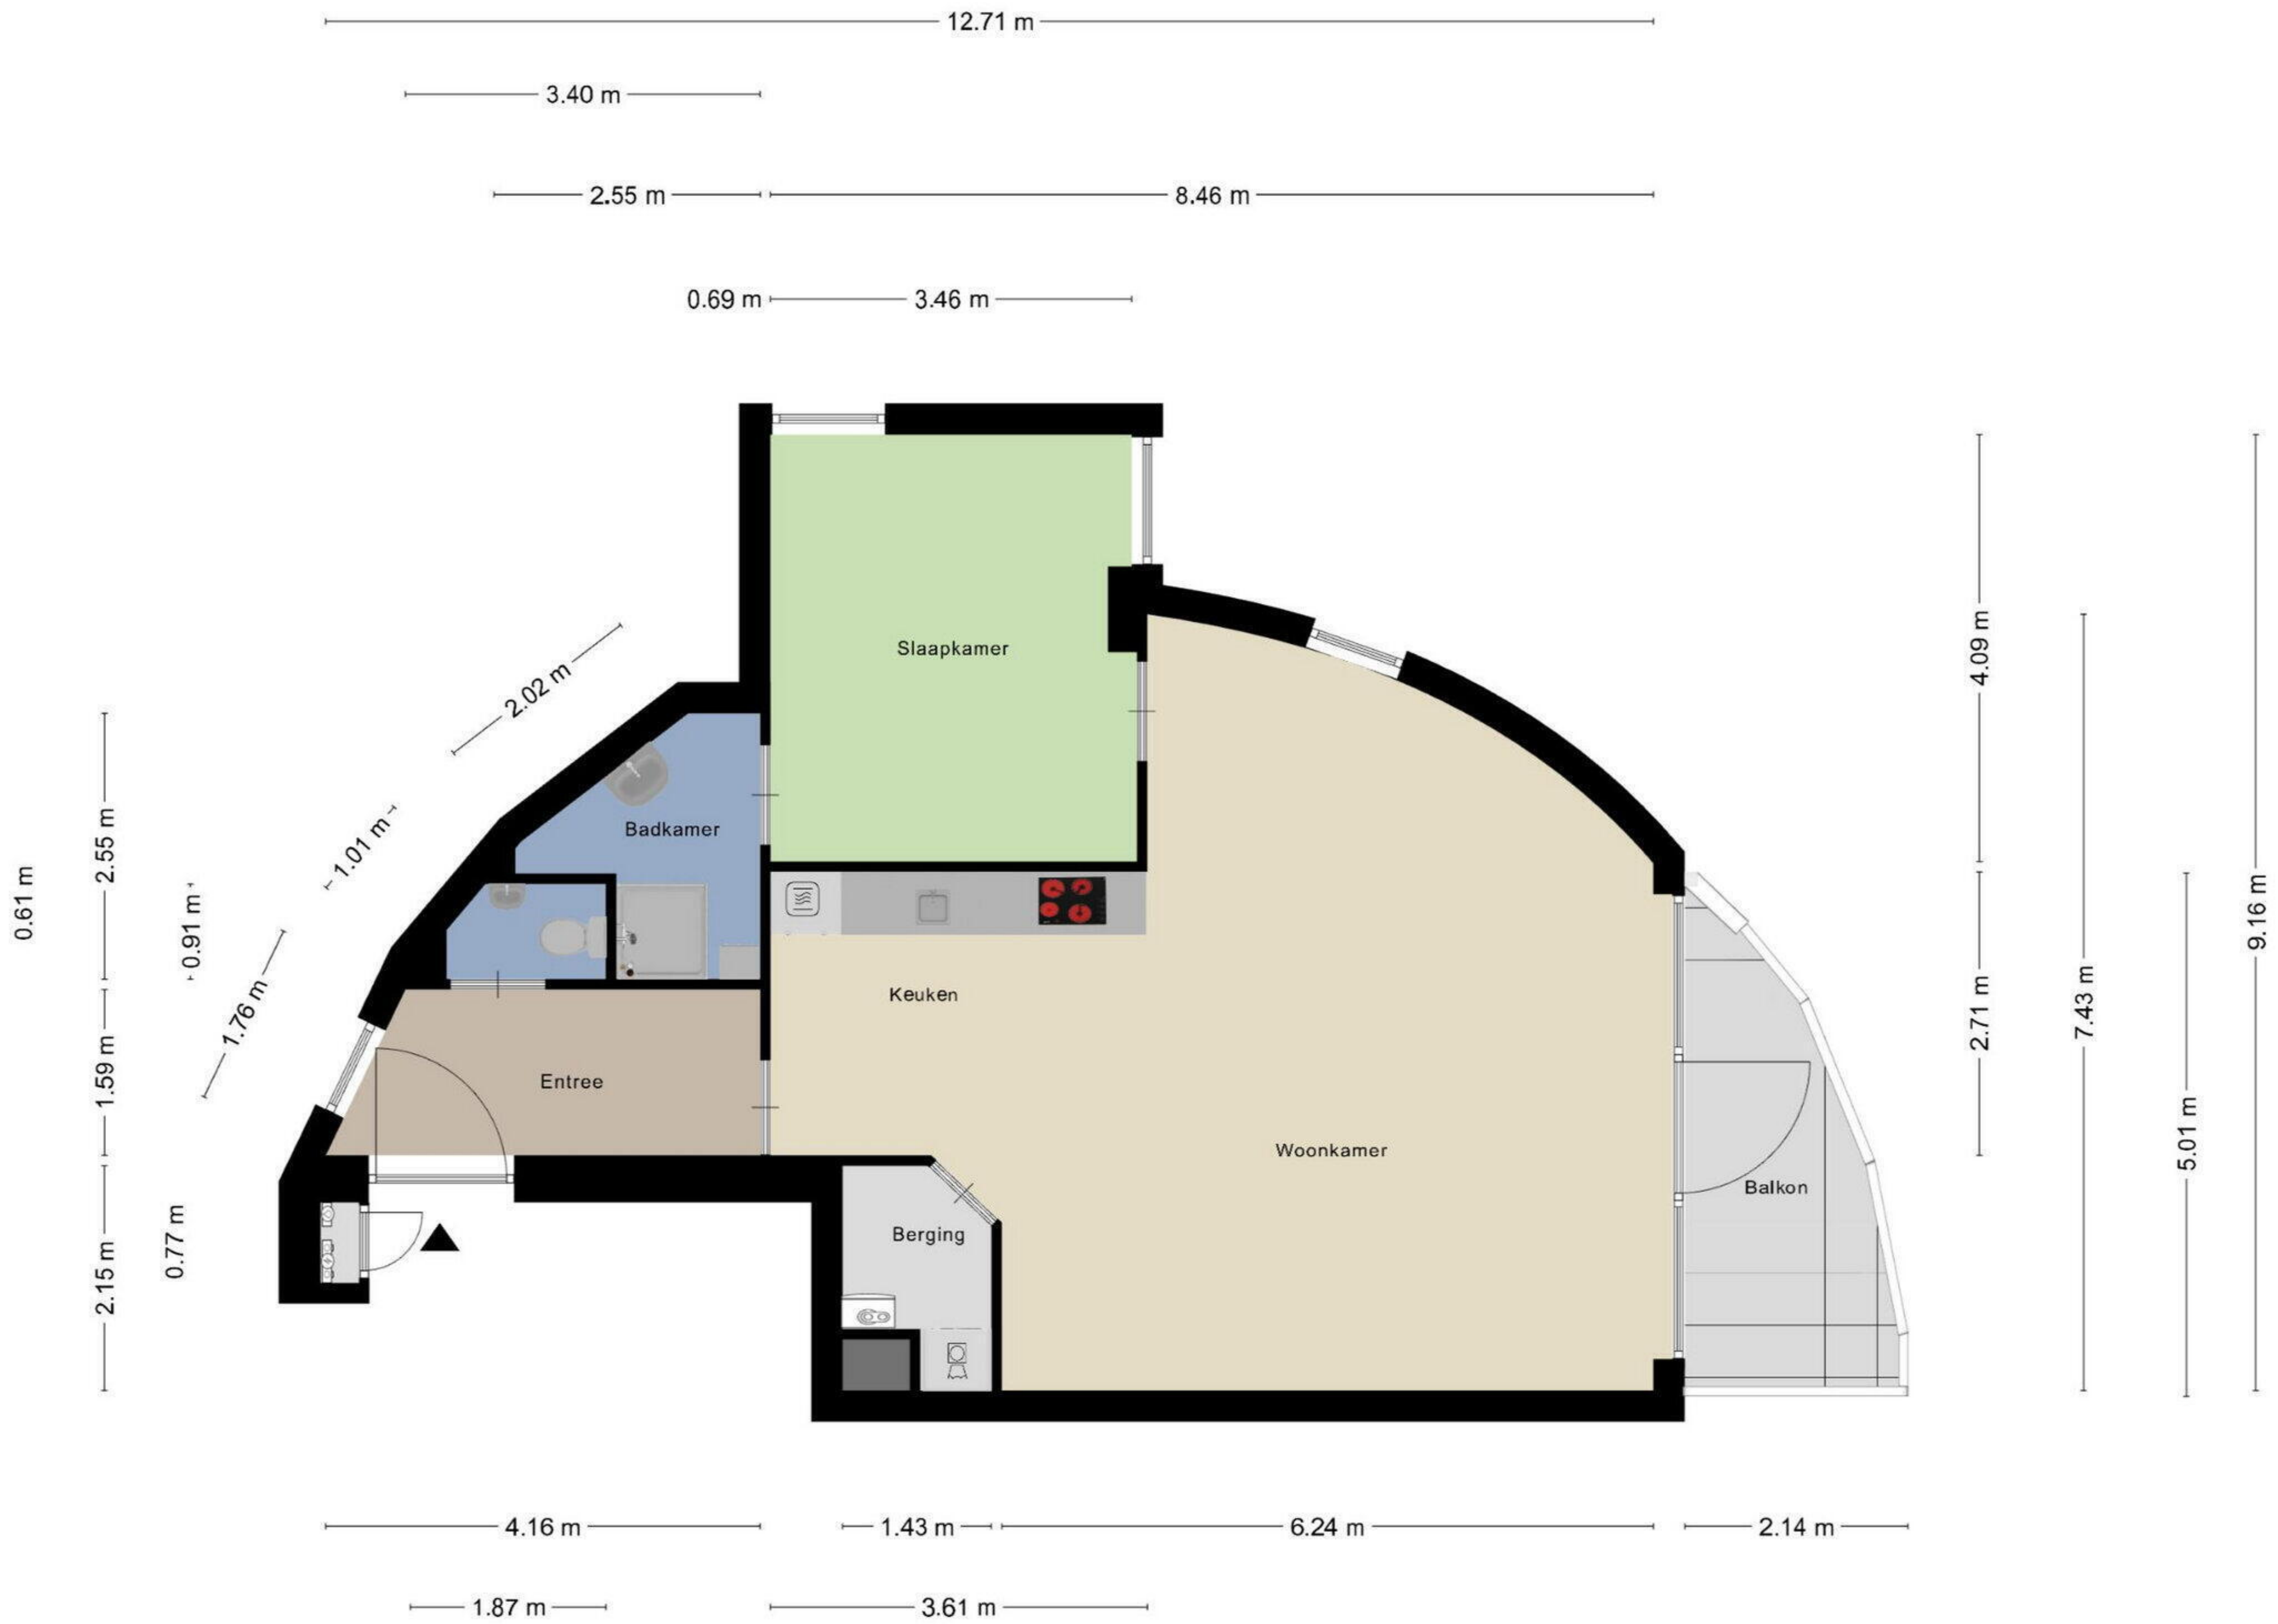 12.71 m
3.40 m
2.55 m
8.46 m
0.69 m
3.46 m
2.02 m
1.01 m
1.76 m
0.61 m
2.55 m
0.91 m
1.59 m
2.15 m
0.77 m
Slaapkamer
Badkamer
Keuken
Entree
Woonkamer
Balkon
Berging
4.09 m
2.71 m
7.43 m
5.01 m
9.16 m
4.16 m
1.43 m
6.24 m
2.14 m
1.87 m
3.61 m